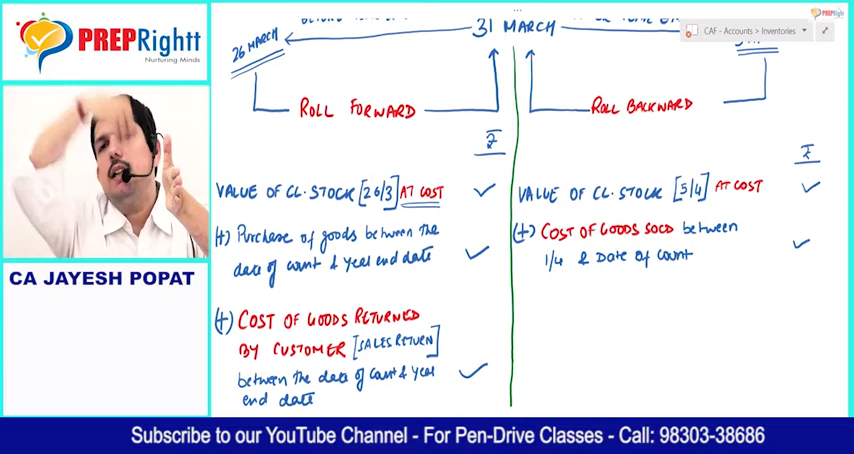 PREPRightt
Nurturing Minds
31 MARCH
CAF - Accounts > Inventories
PREPRightt
26 MARCH
ROLL FORWARD
ROLL BACKWARD
₹
VALUE OF CL. STOCK [26/3] AT COST
(+) Purchase of goods between the
date of count & year end date
(+) COST OF GOODS RETURNED
BY CUSTOMER [SALES RETURN]
between the date of count & year
end date
₹
VALUE OF CL. STOCK [5/4] AT COST
(+) COST OF GOODS SOLD between
1/4 & Date of count
CA JAYESH POPAT
Subscribe to our YouTube Channel - For Pen-Drive Classes - Call: 98303-38686